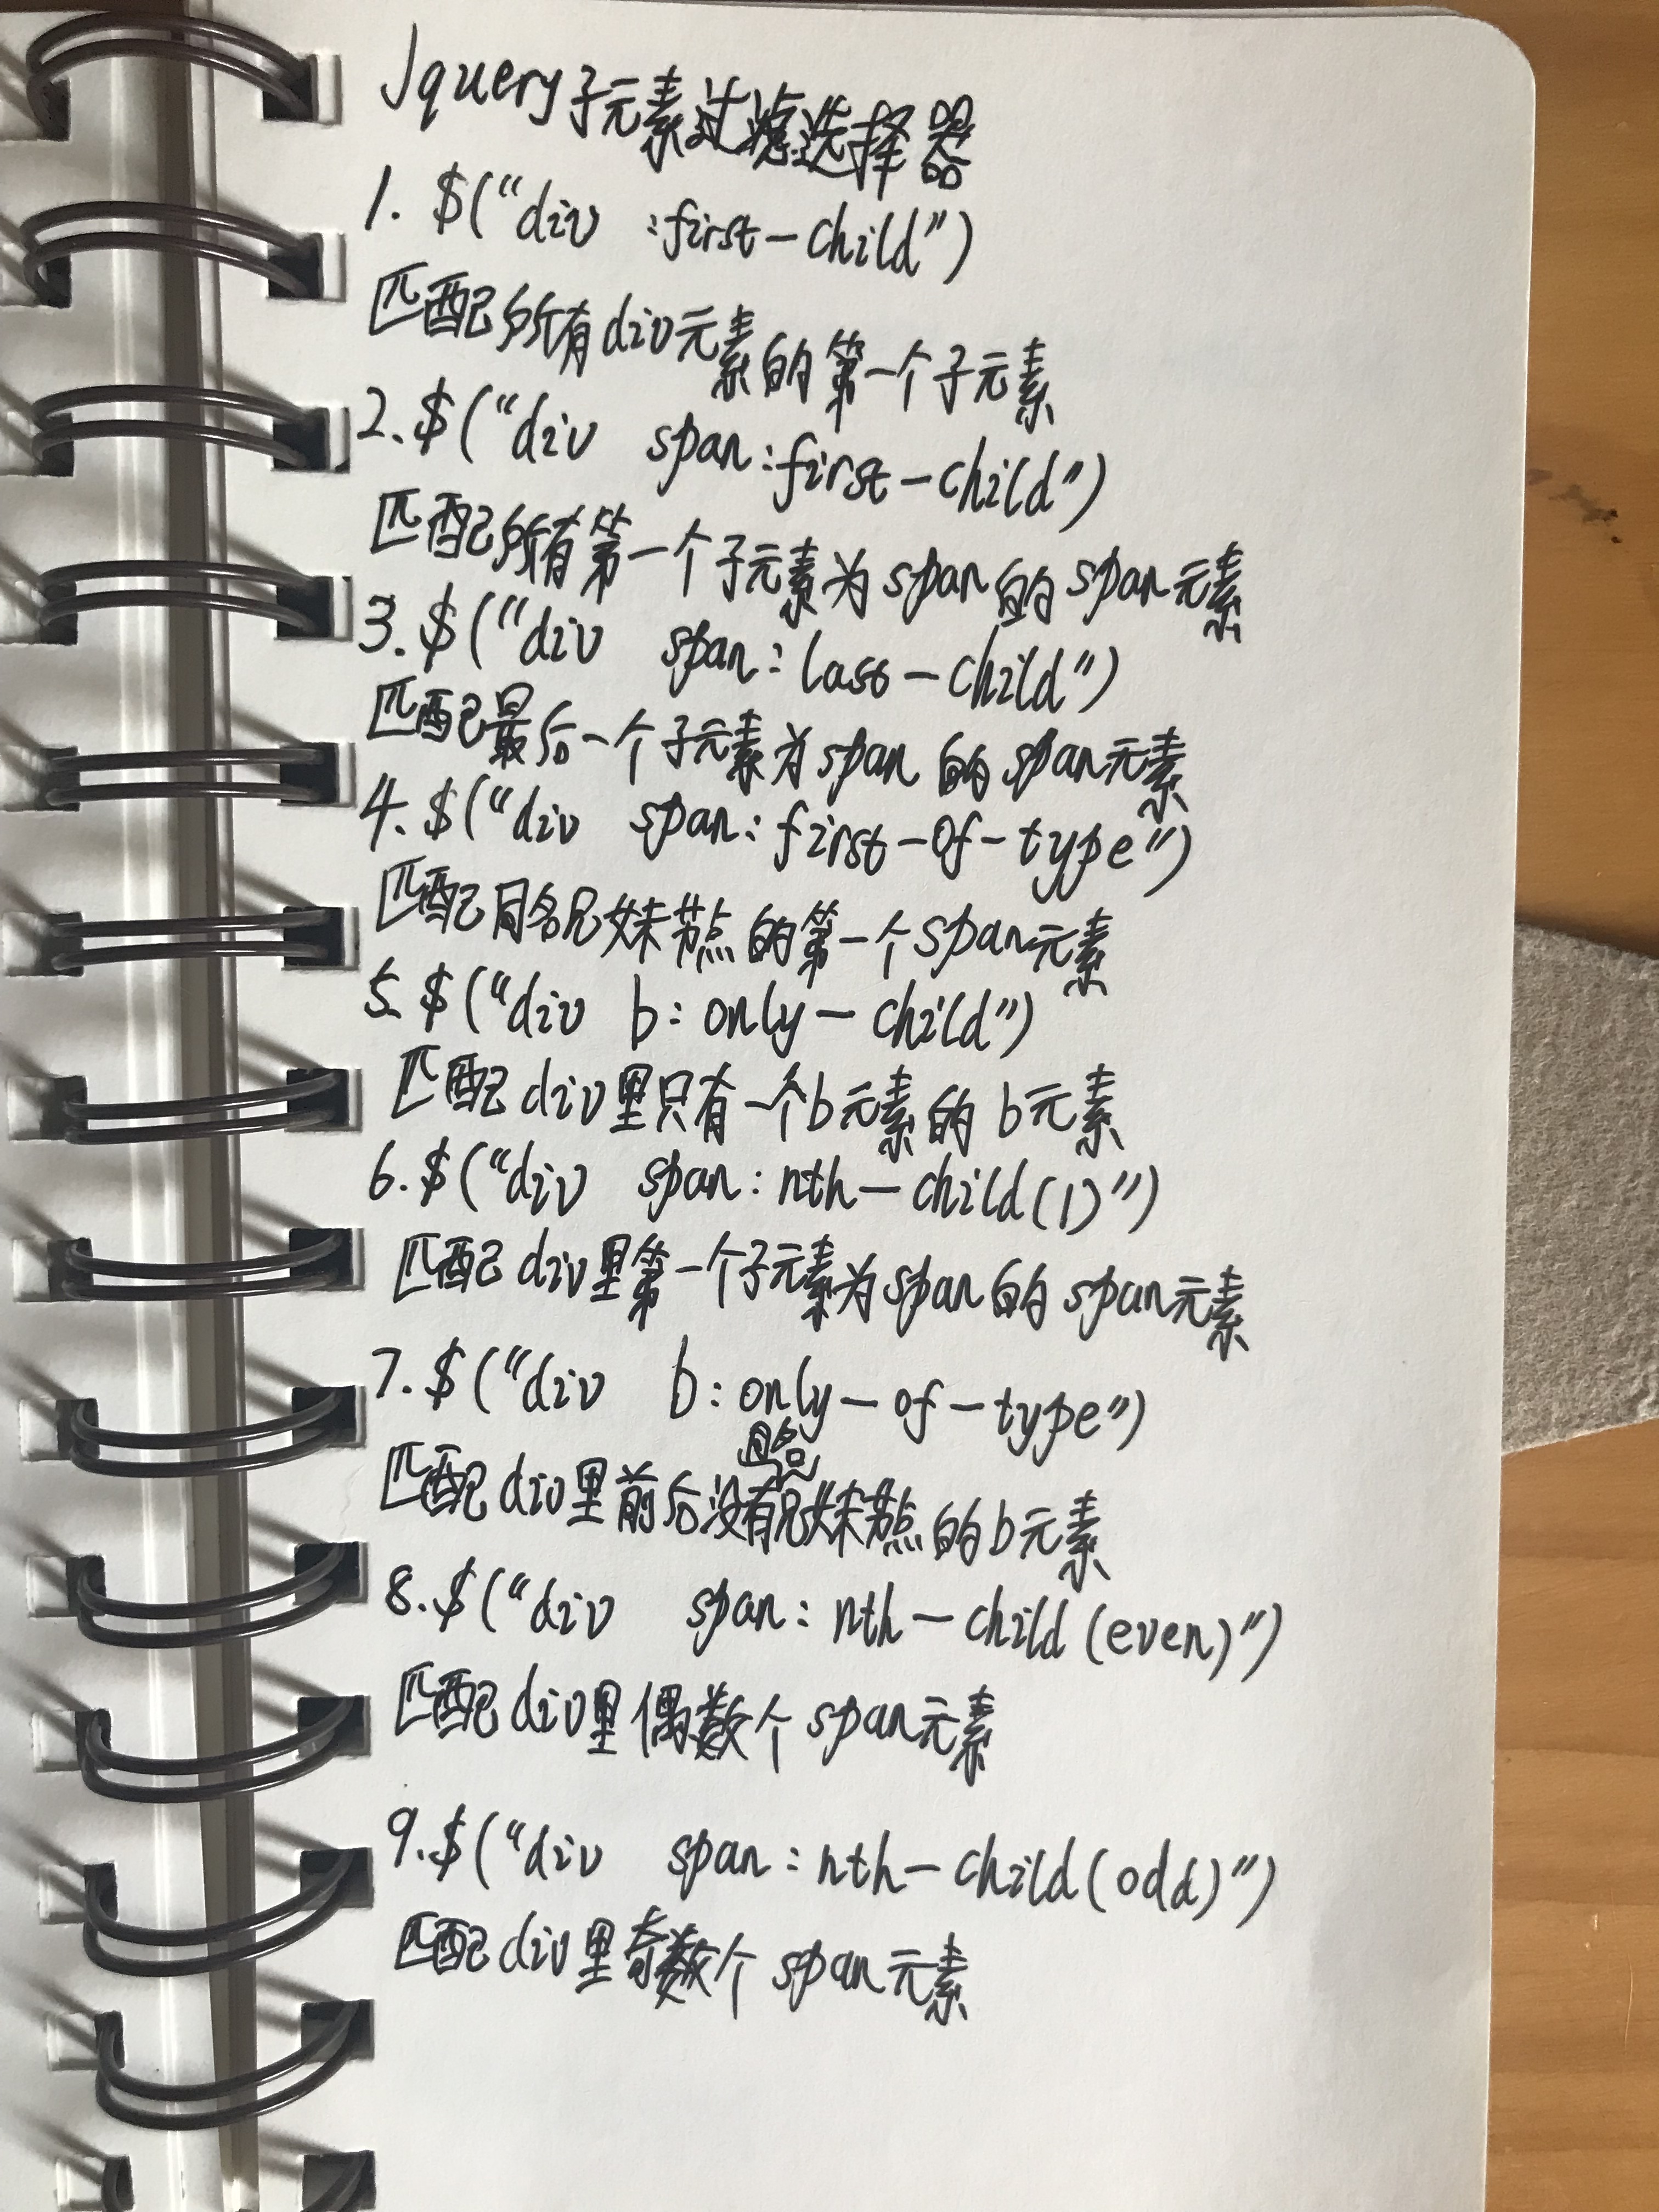 Jquery子元素过滤选择器
1. $("div :first-child")
匹配所有div元素的第一个子元素
2. $("div span:first-child")
匹配所有第一个子元素为span的span元素
3. $("div span:last-child")
匹配最后一个子元素为span的span元素
4. $("div span:first-of-type")
匹配同名兄妹节点的第一个span元素
5. $("div b:only-child")
匹配div里只有一个b元素的b元素
6. $("div span:nth-child(1)")
匹配div里第一个子元素为span的span元素
7. $("div b:only-of-type")
匹配div里前后没有同名兄妹节点的b元素
8. $("div span:nth-child(even)")
匹配div里偶数个span元素
9. $("div span:nth-child(odd)")
匹配div里奇数个span元素